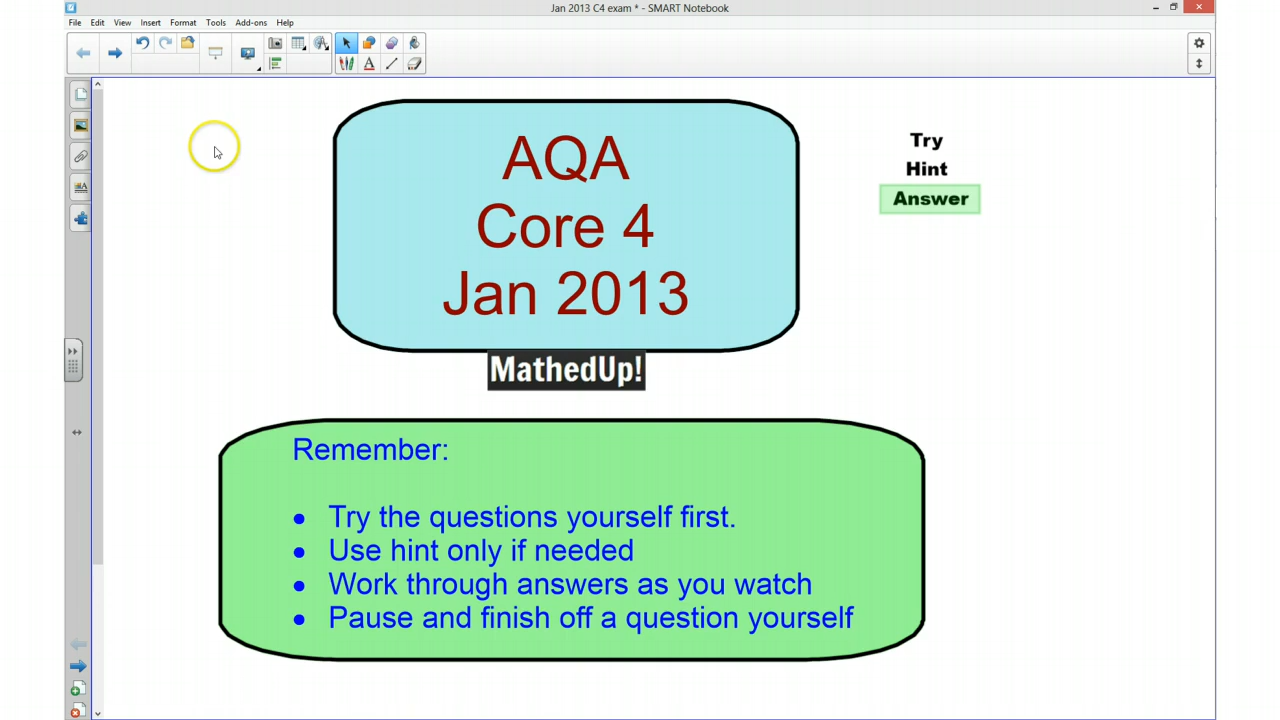 Jan 2013 C4 exam * - SMART Notebook
File Edit View Insert Format Tools Add-ons Help
AQA
Core 4
Jan 2013
MathedUp!
Try
Hint
Answer
Remember:
• Try the questions yourself first.
• Use hint only if needed
• Work through answers as you watch
• Pause and finish off a question yourself